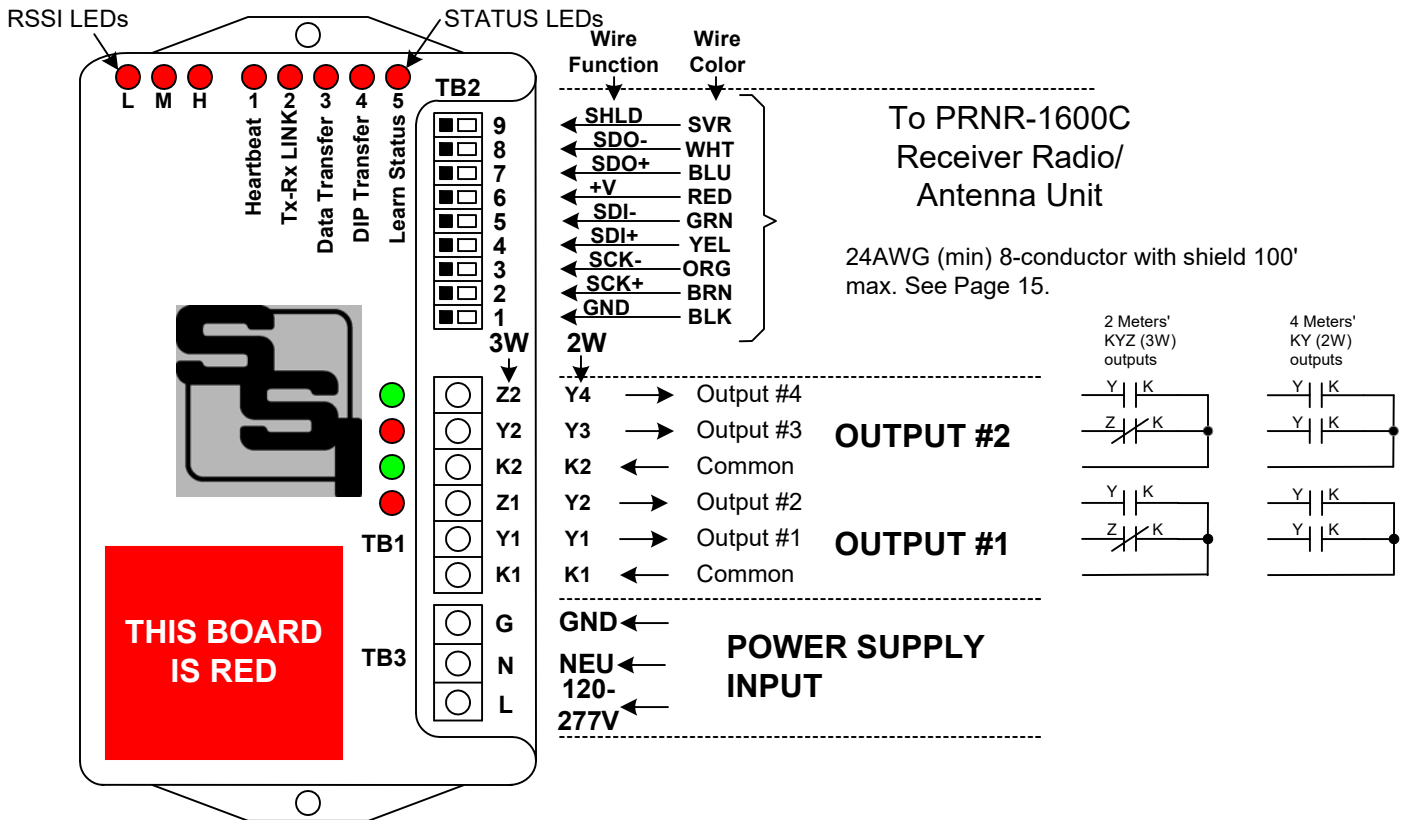 RSSI LEDs
STATUS LEDs
L M H 1 2 3 4 5
Heartbeat
Tx-Rx LINK
Data Transfer
DIP Transfer
Learn Status
TB2
Wire Function
Wire Color
9 SHLD SVR
8 SDO- WHT
7 SDO+ BLU
6 +V RED
5 SDI- GRN
4 SDI+ YEL
3 SCK- ORG
2 SCK+ BRN
1 GND BLK
To PRNR-1600C
Receiver Radio/
Antenna Unit
24AWG (min) 8-conductor with shield 100'
max. See Page 15.
SSI
3W 2W
Z2 Y4 Output #4
Y2 Y3 Output #3
K2 K2 Common
Z1 Y2 Output #2
Y1 Y1 Output #1
K1 K1 Common
OUTPUT #2
OUTPUT #1
TB1
2 Meters'
KYZ (3W)
outputs
Y K
Z K
Y K
Z K
4 Meters'
KY (2W)
outputs
Y K
Y K
Y K
Y K
THIS BOARD
IS RED
TB3
G GND
N NEU
L 120-
277V
POWER SUPPLY
INPUT